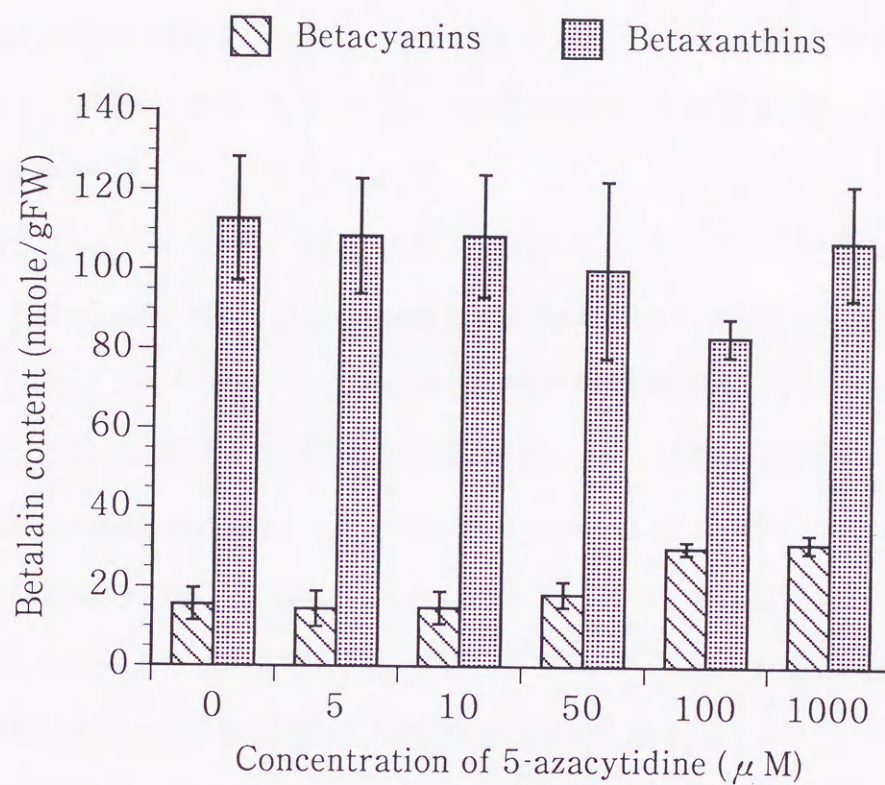 Betacyanins Betaxanthins
Betalain content (nmole/gFW)
140
120
100
80
60
40
20
0
0 5 10 50 100 1000
Concentration of 5-azacytidine (μM)